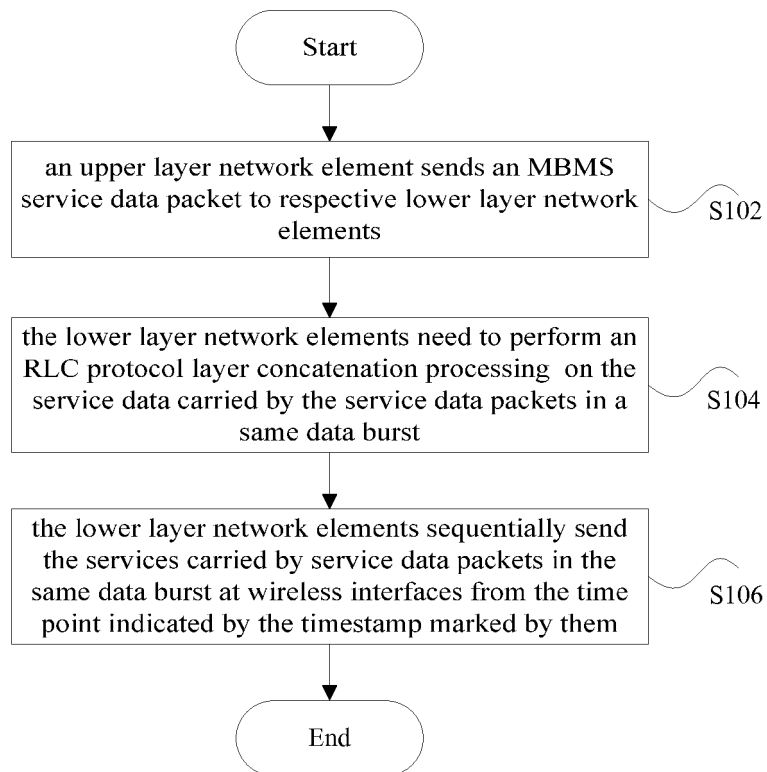 Start
an upper layer network element sends an MBMS
service data packet to respective lower layer network
elements
S102
the lower layer network elements need to perform an
RLC protocol layer concatenation processing on the
service data carried by the service data packets in a
same data burst
S104
the lower layer network elements sequentially send
the services carried by service data packets in the
same data burst at wireless interfaces from the time
point indicated by the timestamp marked by them
S106
End